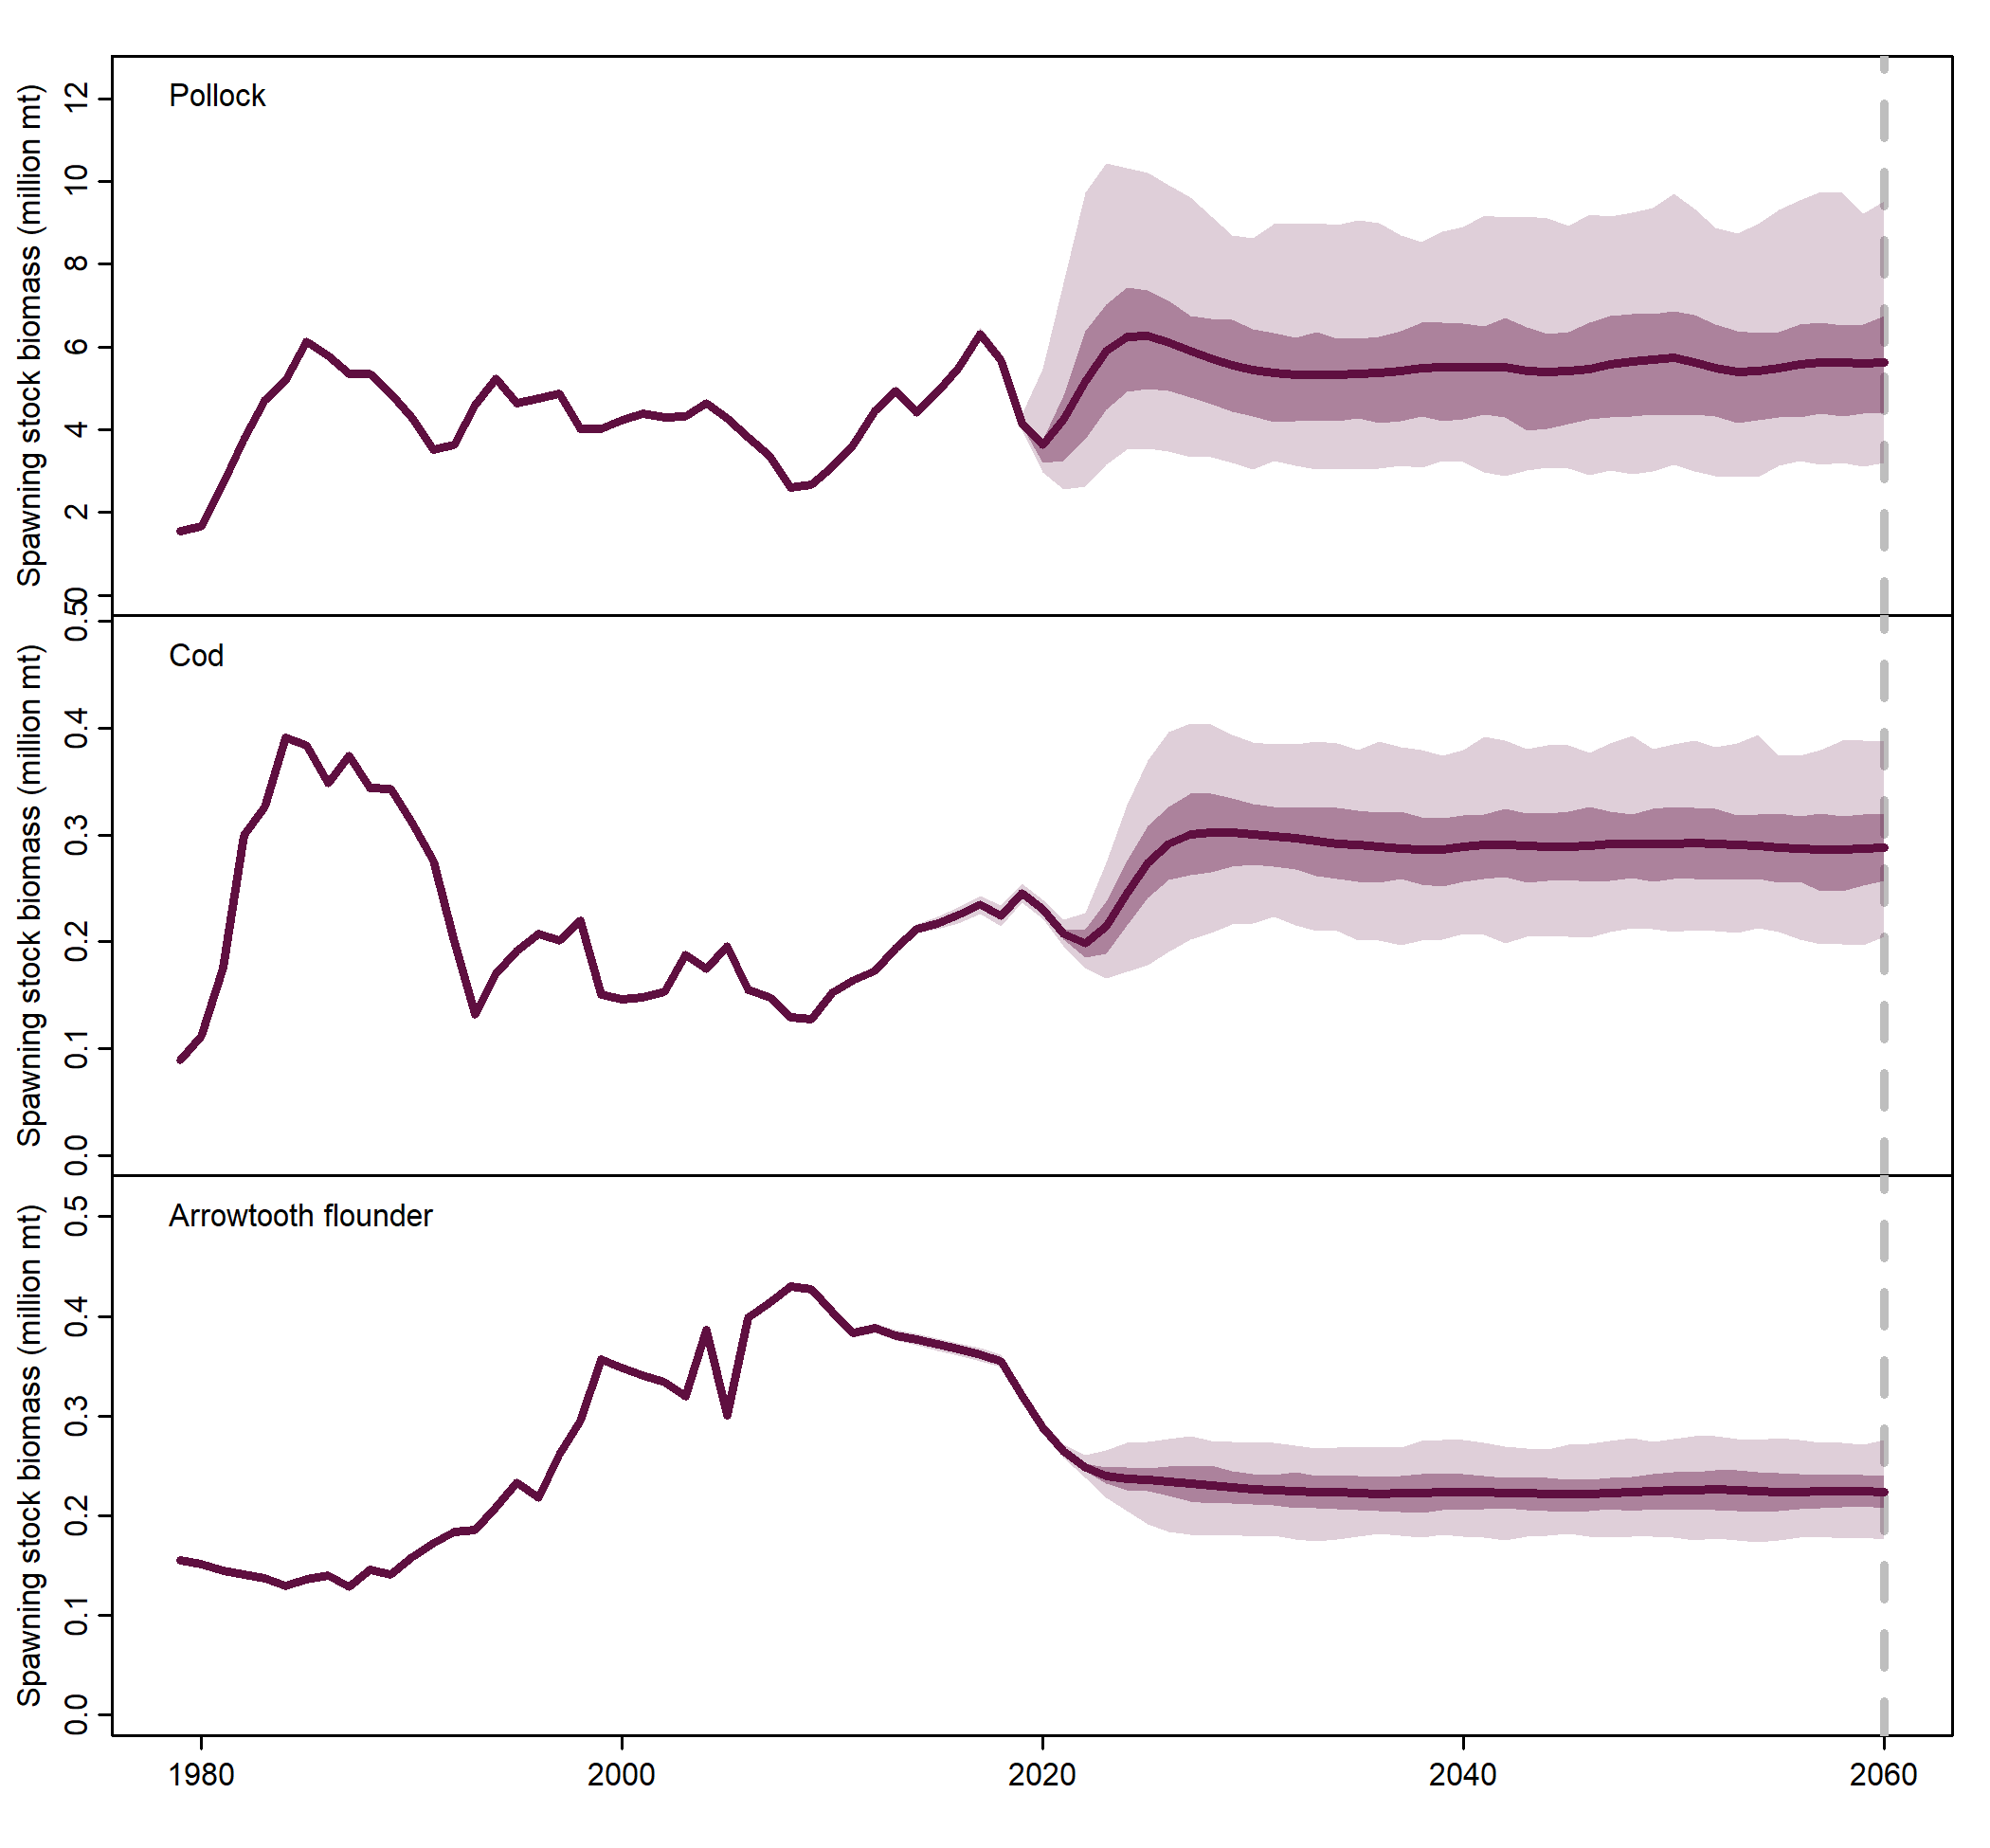 Pollock
Spawning stock biomass (million mt)
12
10
8
6
4
2
0
Cod
Spawning stock biomass (million mt)
0.5
0.4
0.3
0.2
0.1
0.0
Arrowtooth flounder
Spawning stock biomass (million mt)
0.5
0.4
0.3
0.2
0.1
0.0
1980 2000 2020 2040 2060